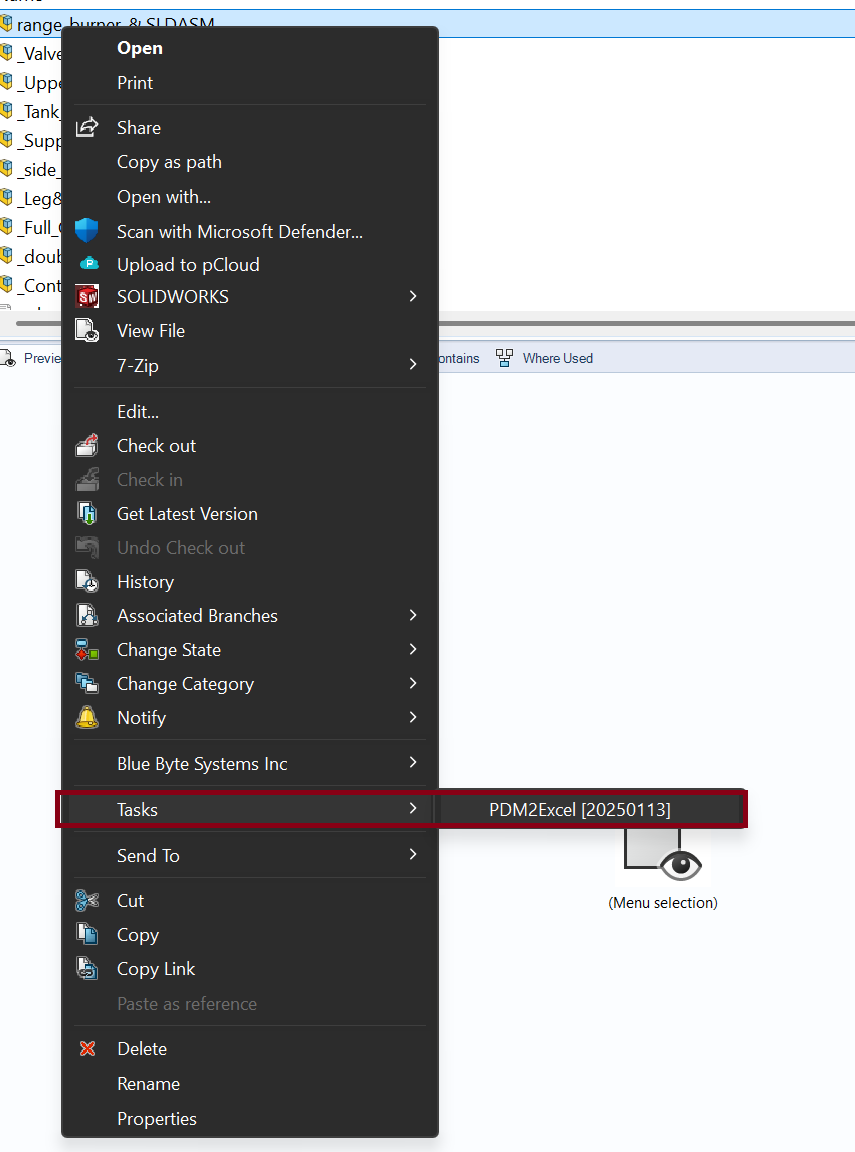 range_burner_&.SLDASM
Open
Print
Share
Copy as path
Open with...
Scan with Microsoft Defender...
Upload to pCloud
SOLIDWORKS
View File
7-Zip
Edit...
Check out
Check in
Get Latest Version
Undo Check out
History
Associated Branches
Change State
Change Category
Notify
Blue Byte Systems Inc
Tasks
PDM2Excel [20250113]
Send To
Cut
Copy
Copy Link
Paste as reference
Delete
Rename
Properties
_Valve
_Uppe
_Tank_
_Supp
_side_
_Leg&
_Full_
_doub
_Cont
Previe
ontains
Where Used
(Menu selection)